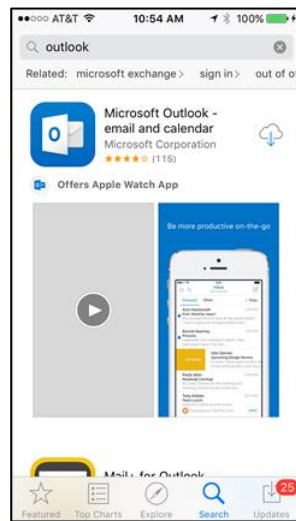 AT&T 10:54 AM 100%
outlook
Related: microsoft exchange > sign in > out of o
Microsoft Outlook -
email and calendar
Microsoft Corporation
(115)
Offers Apple Watch App
Be more productive on-the-go
Mail+ for Outlook
25
Featured Top Charts Explore Search Updates